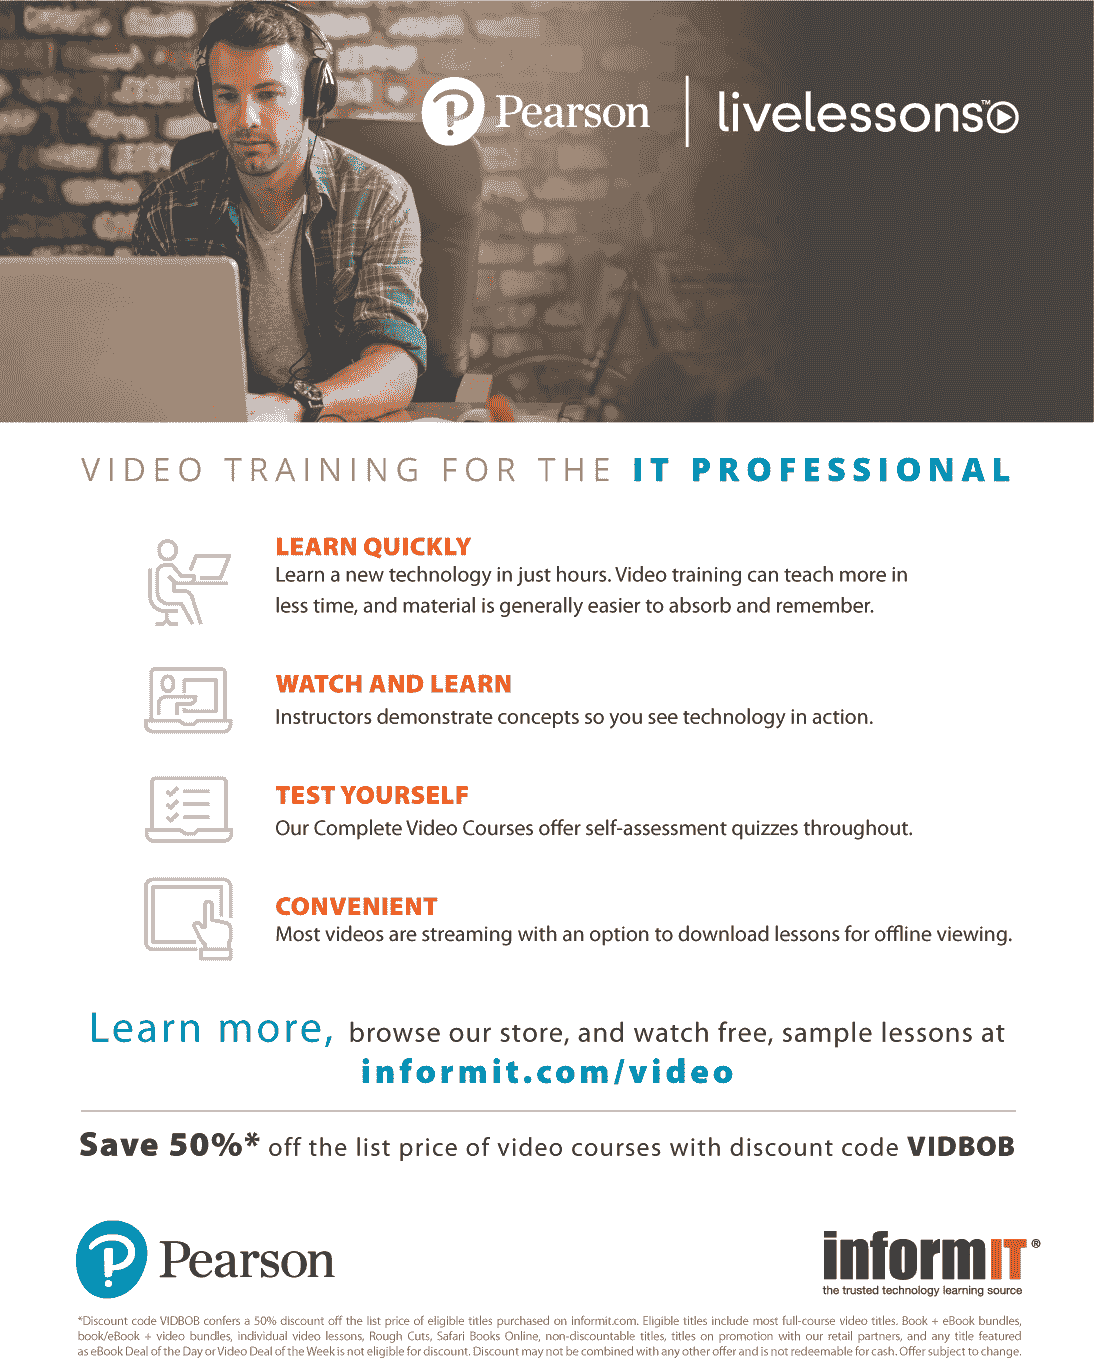 Pearson | livelessons™
VIDEO TRAINING FOR THE IT PROFESSIONAL
LEARN QUICKLY
Learn a new technology in just hours. Video training can teach more in
less time, and material is generally easier to absorb and remember.
WATCH AND LEARN
Instructors demonstrate concepts so you see technology in action.
TEST YOURSELF
Our Complete Video Courses offer self-assessment quizzes throughout.
CONVENIENT
Most videos are streaming with an option to download lessons for offline viewing.
Learn more, browse our store, and watch free, sample lessons at
informit.com/video
Save 50%* off the list price of video courses with discount code VIDBOB
Pearson
informIT®
the trusted technology learning source
*Discount code VIDBOB confers a 50% discount off the list price of eligible titles purchased on informit.com. Eligible titles include most full-course video titles. Book + eBook bundles,
book/eBook + video bundles, individual video lessons, Rough Cuts, Safari Books Online, non-discountable titles, titles on promotion with our retail partners, and any title featured
as eBook Deal of the Day or Video Deal of the Week is not eligible for discount. Discount may not be combined with any other offer and is not redeemable for cash. Offer subject to change.